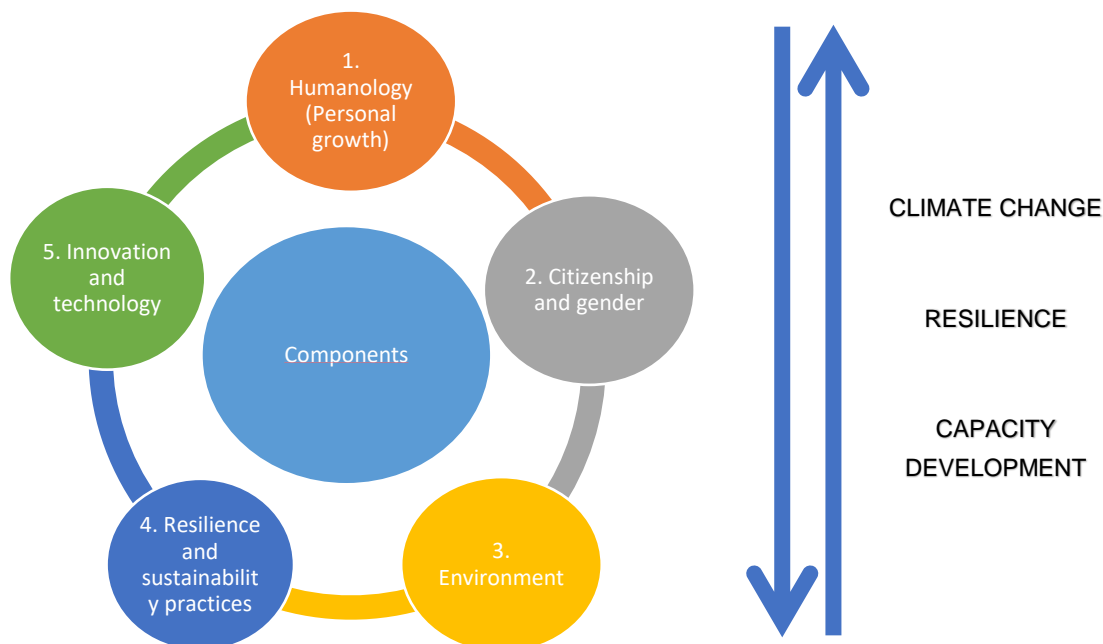 1.
Humanology
(Personal
growth)
2. Citizenship
and gender
3.
Environment
4. Resilience
and
sustainabilit
y practices
5. Innovation
and
technology
Components
CLIMATE CHANGE
RESILIENCE
CAPACITY
DEVELOPMENT